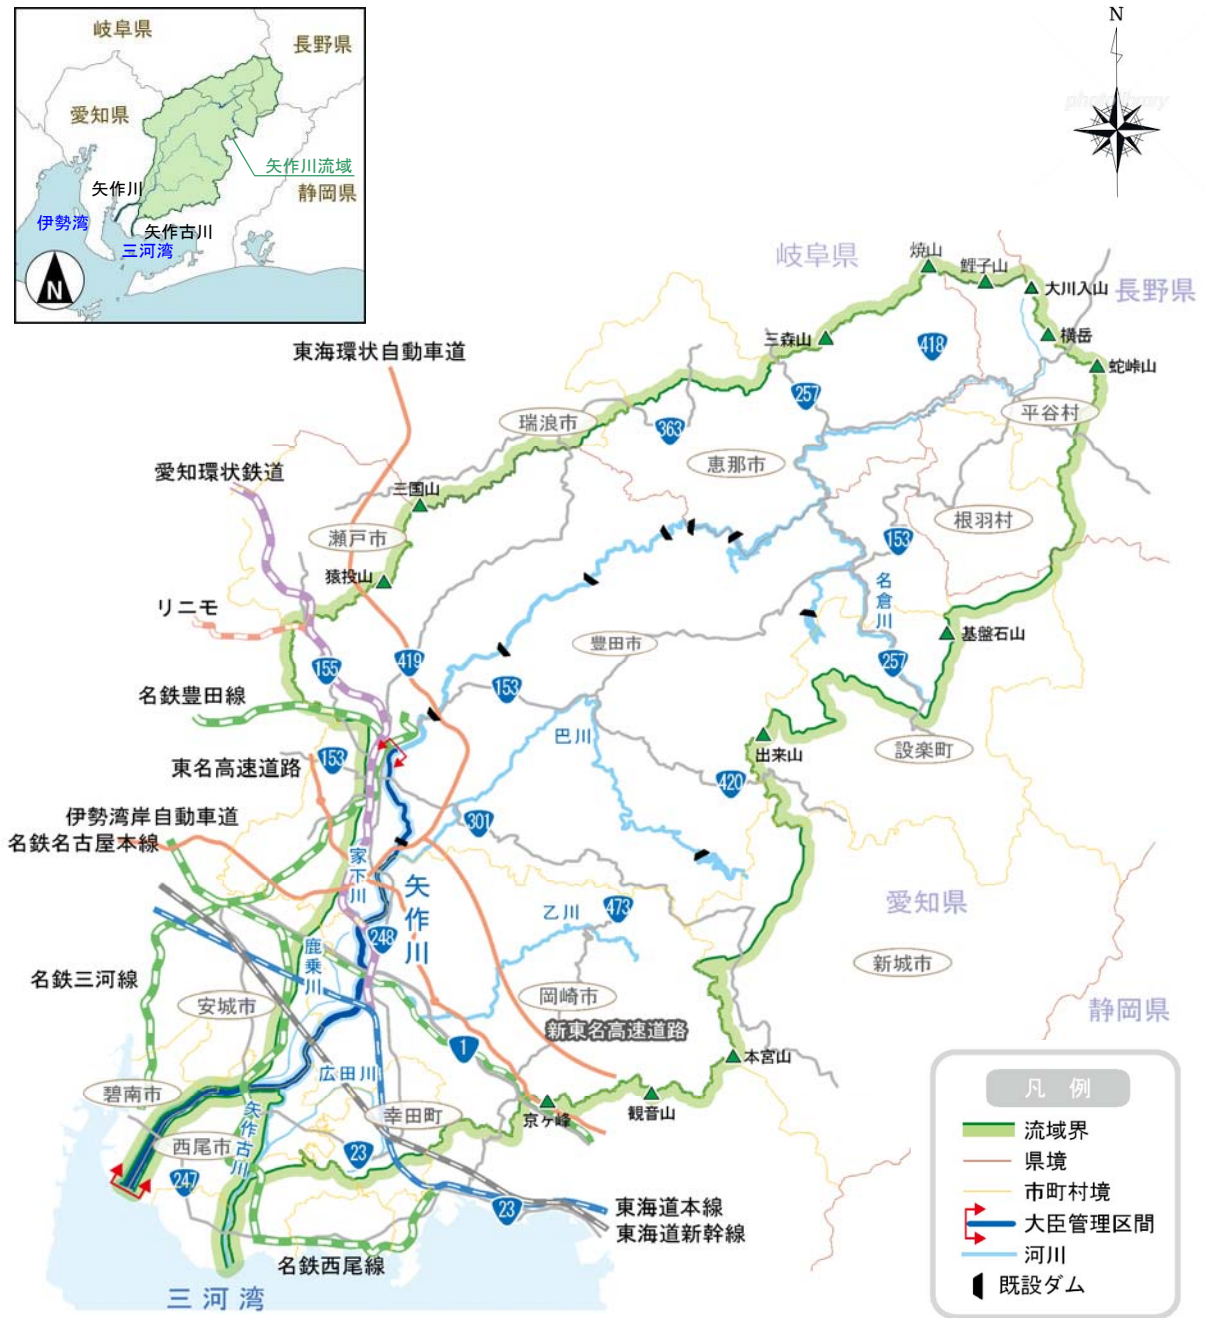 岐阜県
長野県
愛知県
矢作川流域
静岡県
矢作川
伊勢湾
矢作古川
三河湾
N
N
photolibrary
岐阜県
焼山
鯉子山
大川入山
長野県
三森山
418
横岳
蛇峠山
東海環状自動車道
257
平谷村
瑞浪市
363
恵那市
愛知環状鉄道
三国山
根羽村
瀬戸市
153
猿投山
名倉川
リニモ
豊田市
基盤石山
155
419
153
257
名鉄豊田線
巴川
設楽町
出来山
153
東名高速道路
420
伊勢湾岸自動車道
301
名鉄名古屋本線
家下川
矢作川
愛知県
乙川
473
248
鹿乗川
新城市
名鉄三河線
安城市
岡崎市
静岡県
新東名高速道路
1
本宮山
広田川
碧南市
矢作古川
幸田町
京ヶ峰
観音山
西尾市
23
247
23
東海道本線
東海道新幹線
名鉄西尾線
三河湾
凡例
流域界
県境
市町村境
大臣管理区間
河川
既設ダム